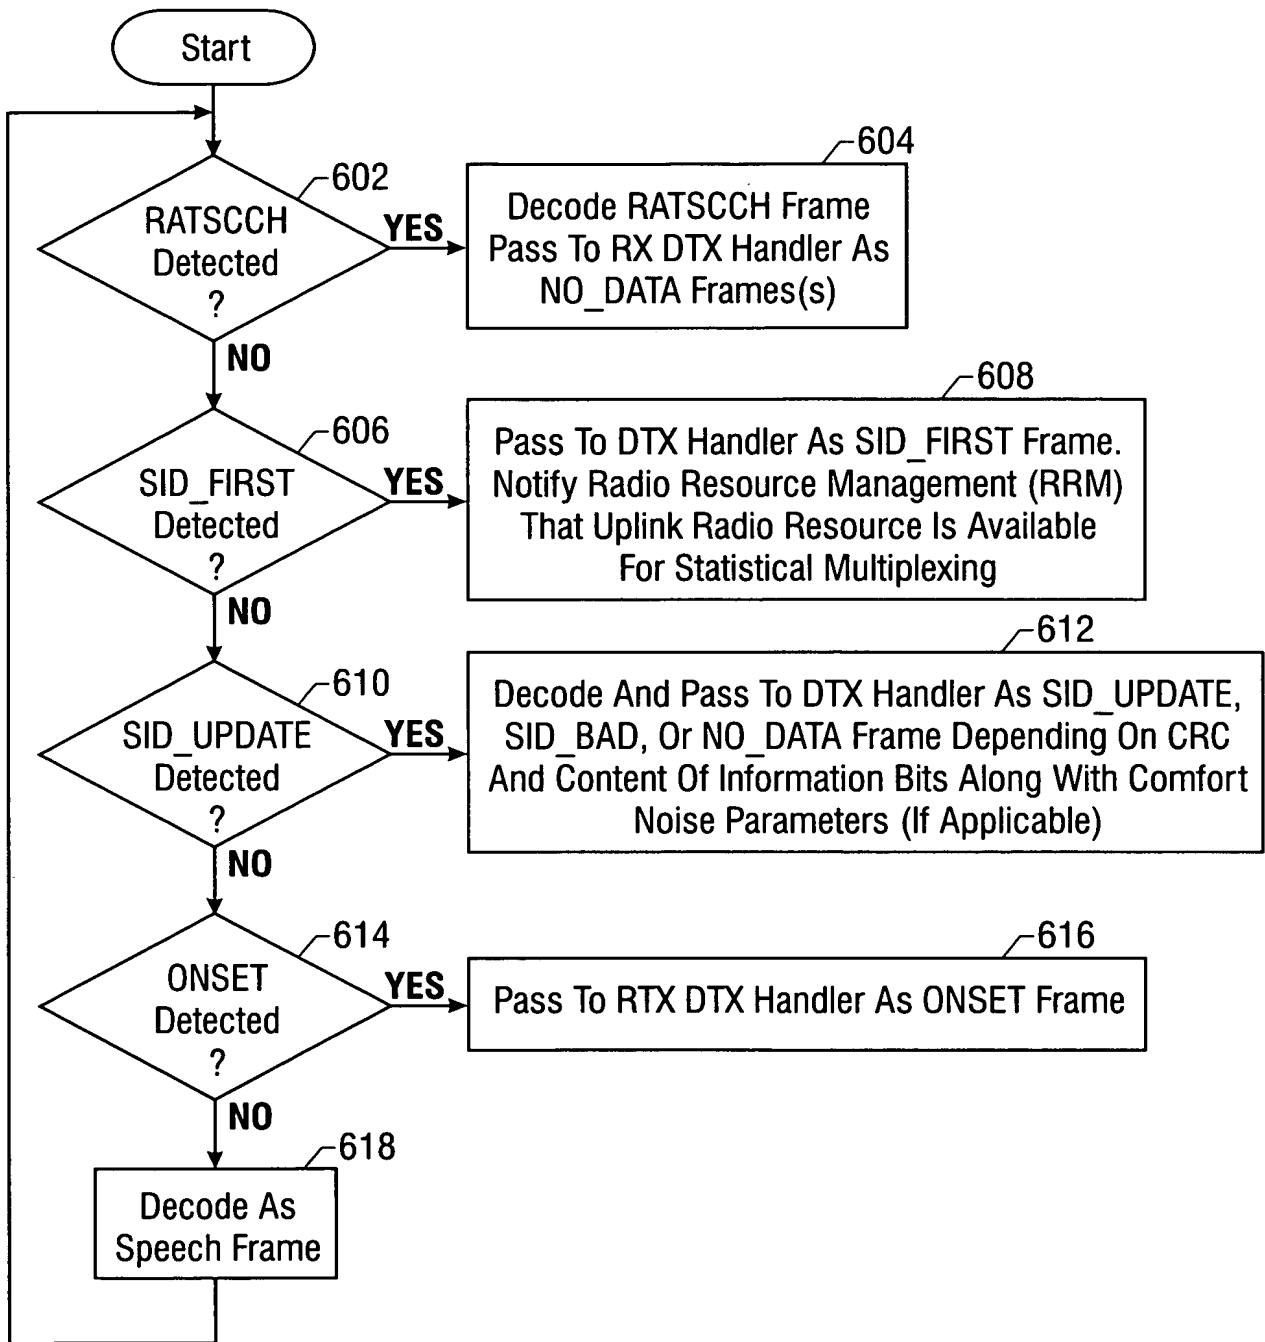 Start
602
RATSCCH
Detected
?
YES
NO
604
Decode RATSCCH Frame
Pass To RX DTX Handler As
NO_DATA Frames(s)
606
SID_FIRST
Detected
?
YES
NO
608
Pass To DTX Handler As SID_FIRST Frame.
Notify Radio Resource Management (RRM)
That Uplink Radio Resource Is Available
For Statistical Multiplexing
610
SID_UPDATE
Detected
?
YES
NO
612
Decode And Pass To DTX Handler As SID_UPDATE,
SID_BAD, Or NO_DATA Frame Depending On CRC
And Content Of Information Bits Along With Comfort
Noise Parameters (If Applicable)
614
ONSET
Detected
?
YES
NO
616
Pass To RTX DTX Handler As ONSET Frame
618
Decode As
Speech Frame